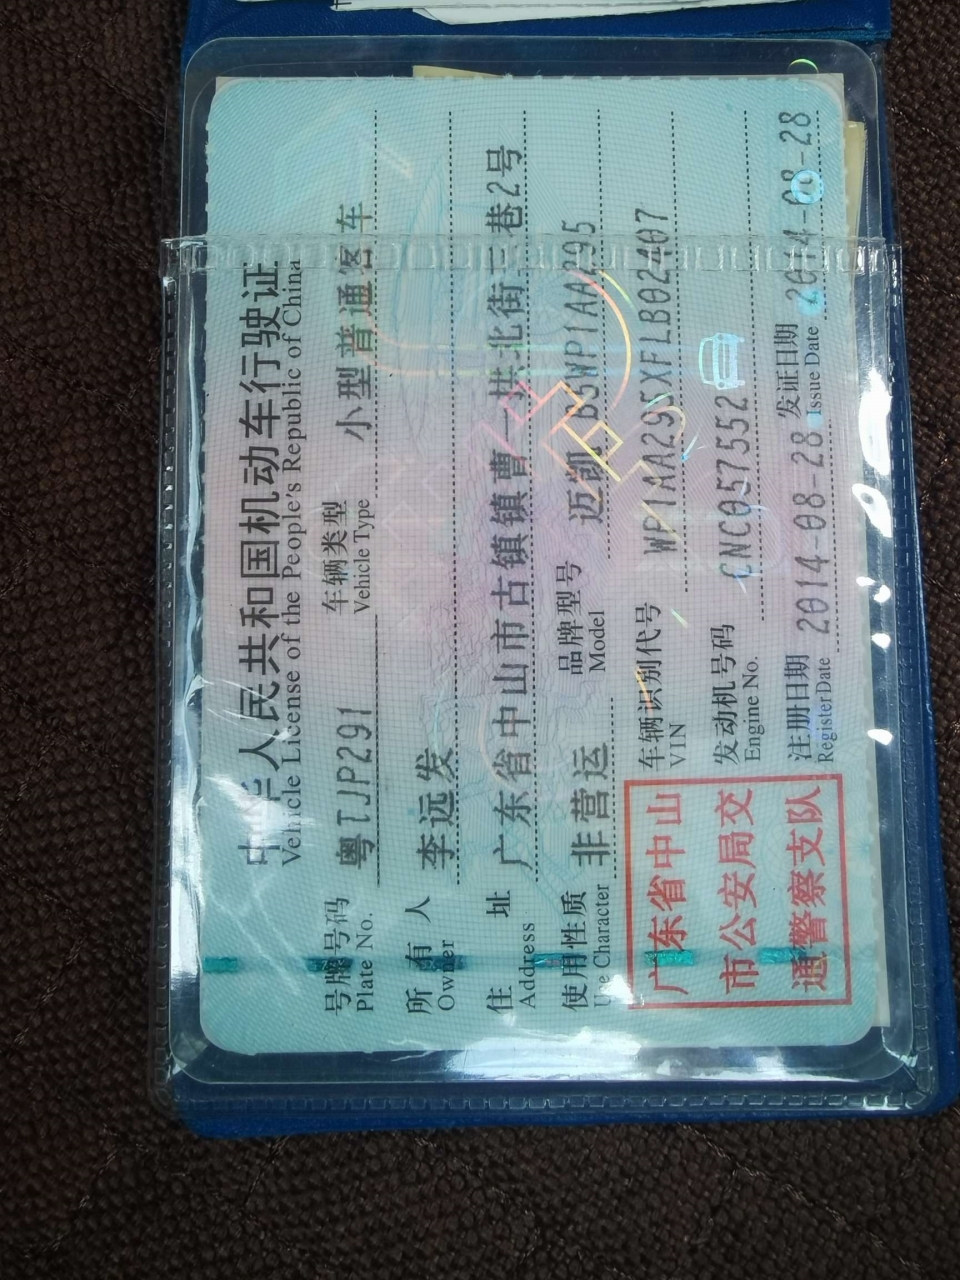 中华人民共和国机动车行驶证
Vehicle License of the People's Republic of China
号牌号码 粤TJP291 车辆类型 小型普通客车
Plate No. Vehicle Type
所有人 李远发
Owner
住址 广东省中山市古镇镇曹一拱北街三巷2号
Address
使用性质 非营运 品牌型号 迈凯
Use Character Model
车辆识别代号 WP1AA295XFLB02407
VIN
发动机号码 CNC057552
Engine No.
注册日期 2014-08-28 发证日期 2014-08-28
Register Date Issue Date
广东省中山
市公安局交
通警察支队